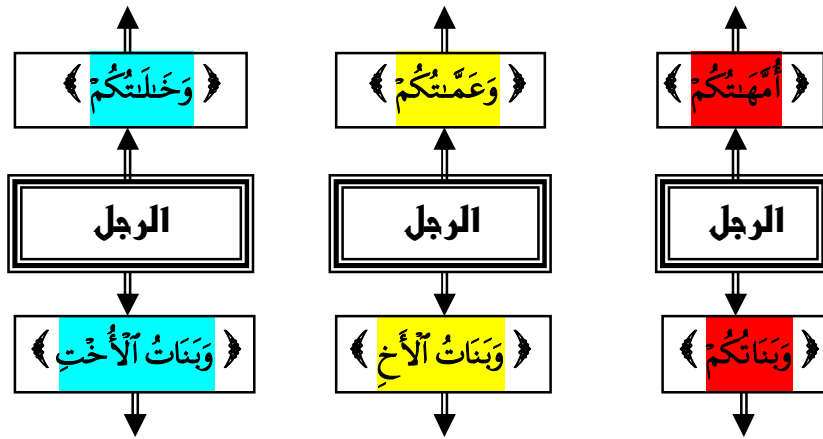 ﴿ أُمَّهَـٰتُكُمْ ﴾ ﴿ وَعَمَّـٰتُكُمْ ﴾ ﴿ وَخَـٰلَـٰتُكُمْ ﴾
الرجل الرجل الرجل
﴿ وَبَنَاتُكُمْ ﴾ ﴿ وَبَنَاتُ ٱلْأَخِ ﴾ ﴿ وَبَنَاتُ ٱلْأُخْتِ ﴾